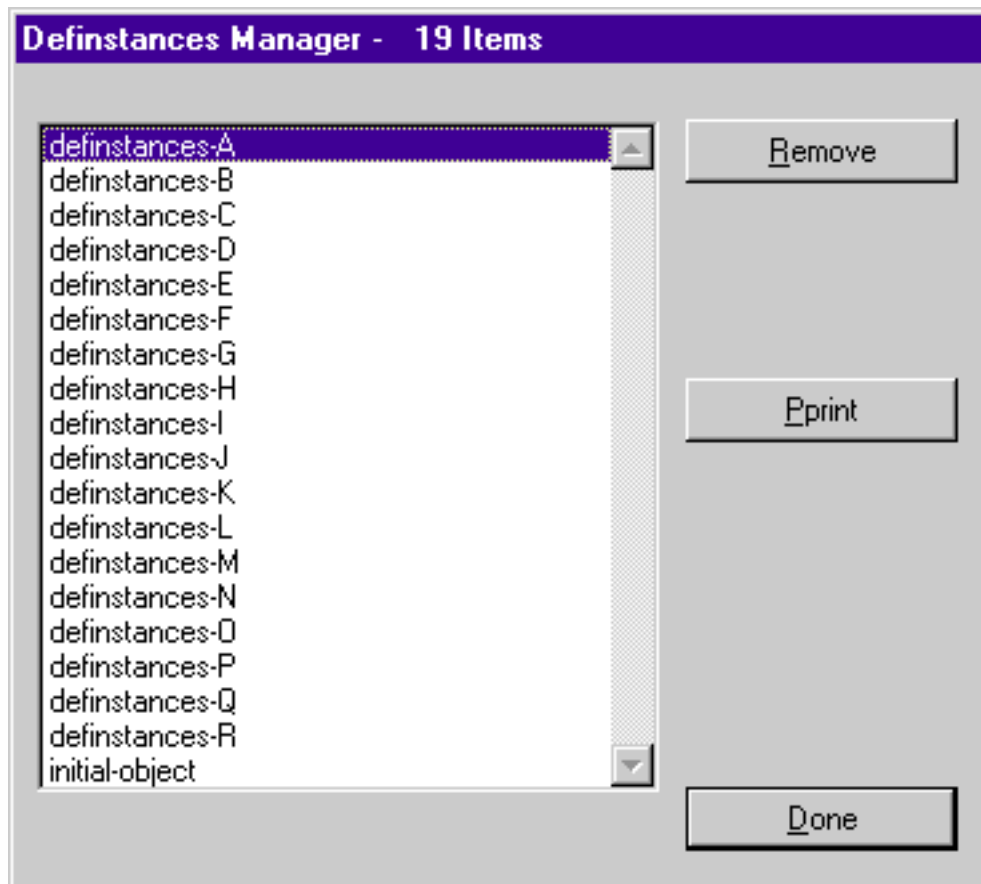 Definstances Manager - 19 Items
definstances-A
definstances-B
definstances-C
definstances-D
definstances-E
definstances-F
definstances-G
definstances-H
definstances-I
definstances-J
definstances-K
definstances-L
definstances-M
definstances-N
definstances-O
definstances-P
definstances-Q
definstances-R
initial-object
Remove
Pprint
Done